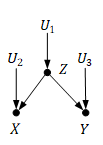 U₁
U₂ Z U₃
X Y